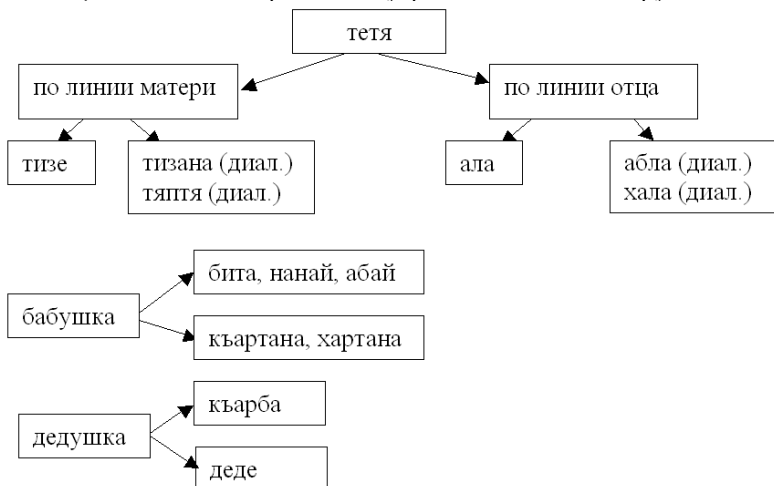 тетя
по линии матери
по линии отца
тизе
тизана (диал.)
тяптя (диал.)
ала
абла (диал.)
хала (диал.)
бабушка
бита, нанай, абай
къартана, хартана
дедушка
къарба
деде